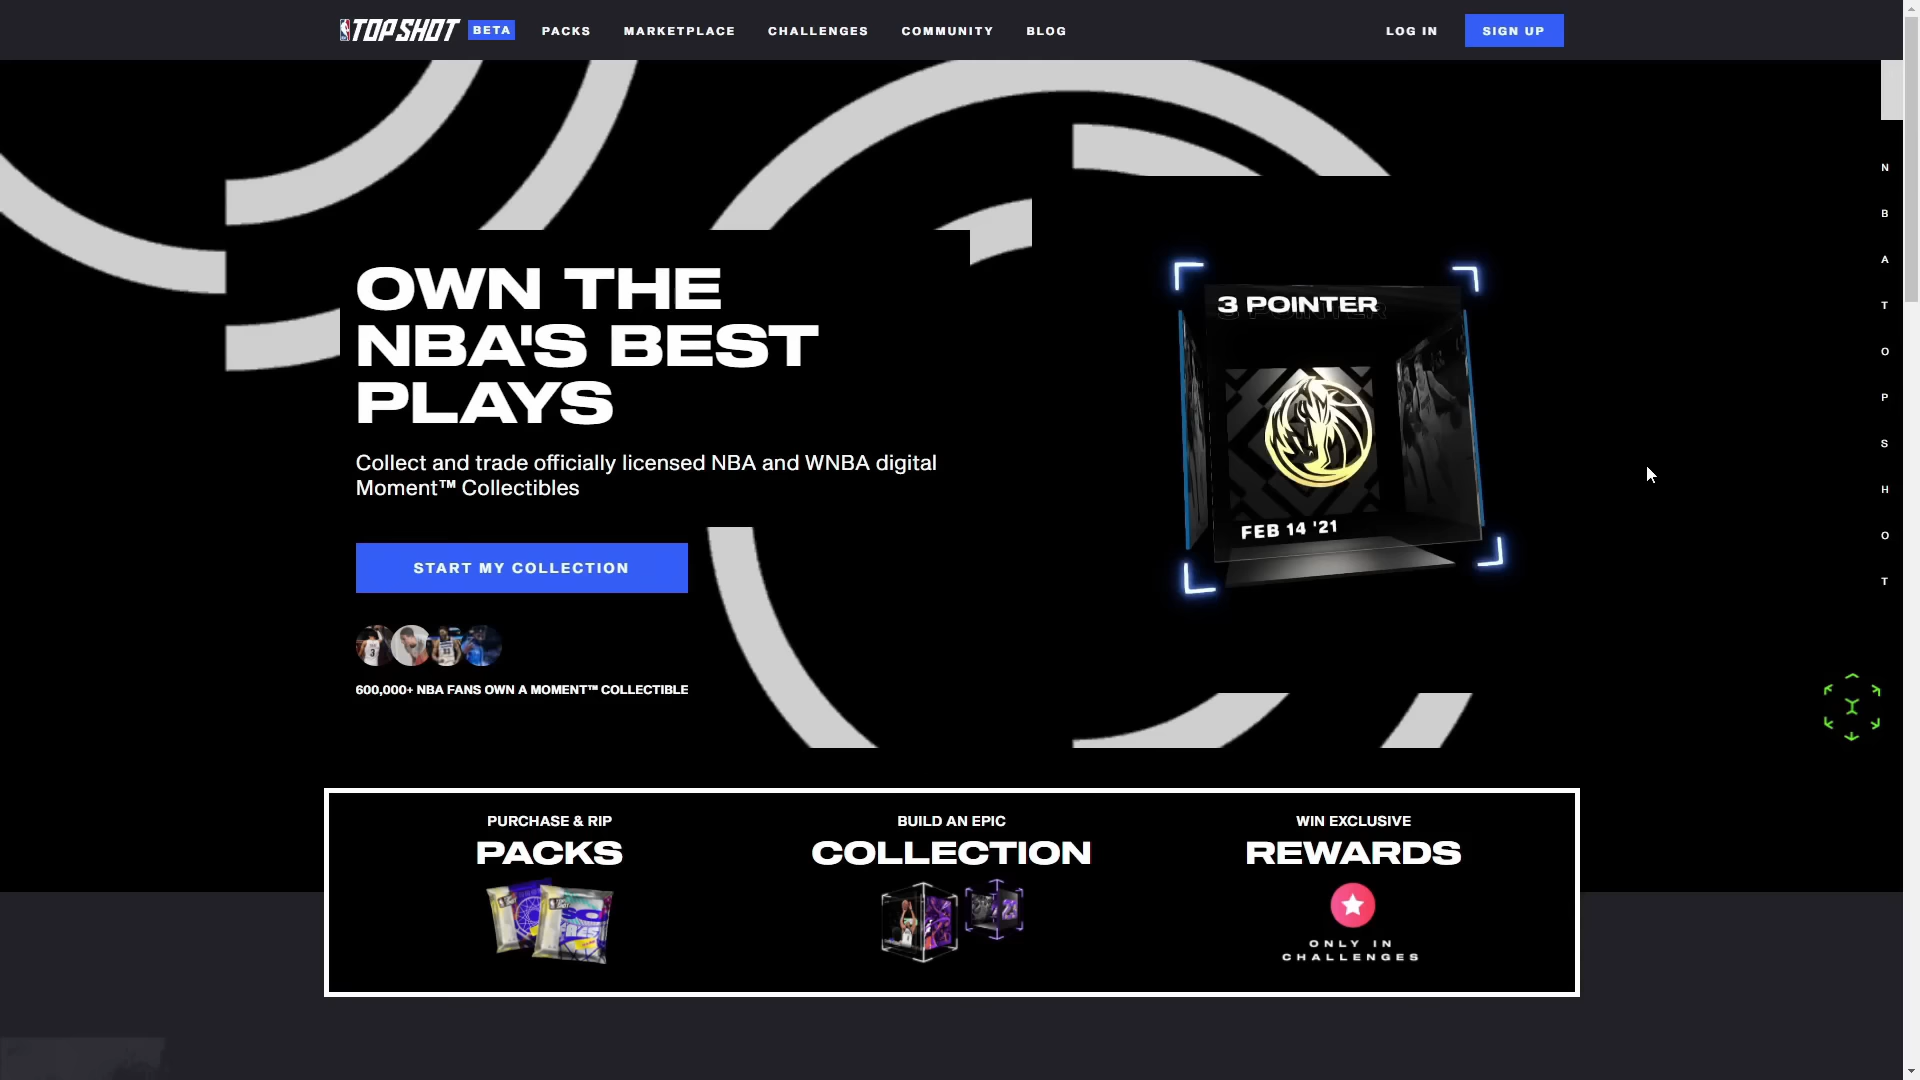 TOP SHOT BETA PACKS MARKETPLACE CHALLENGES COMMUNITY BLOG LOG IN SIGN UP
OWN THE
NBA'S BEST
PLAYS
Collect and trade officially licensed NBA and WNBA digital
Moment™ Collectibles
START MY COLLECTION
600,000+ NBA FANS OWN A MOMENT™ COLLECTIBLE
3 POINTER
FEB 14 '21
N
B
A
T
O
P
S
H
O
T
PURCHASE & RIP
PACKS
BUILD AN EPIC
COLLECTION
WIN EXCLUSIVE
REWARDS
ONLY IN
CHALLENGES